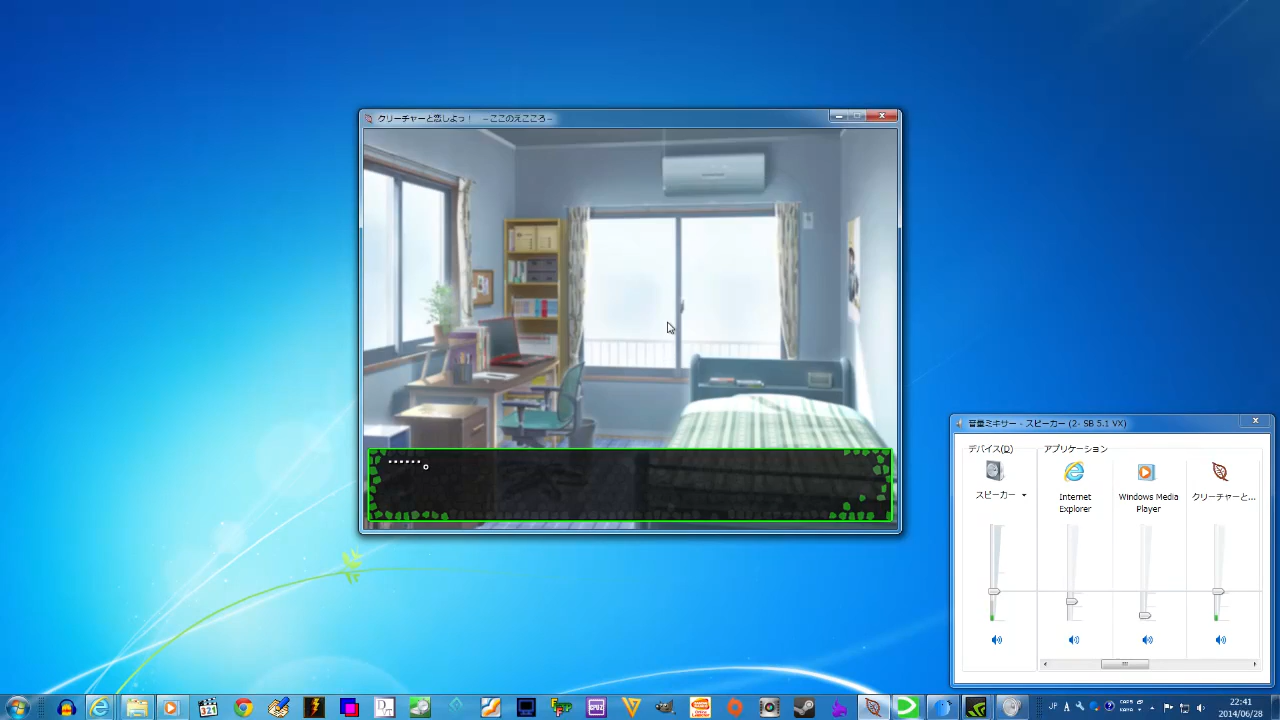 クリーチャーと恋しよっ！　－ここのえこころ－
……。
音量ミキサー - スピーカー (2- SB 5.1 VX)
デバイス(D)
アプリケーション
スピーカー
Internet Explorer
Windows Media Player
クリーチャーと...
JP
22:41
2014/06/28